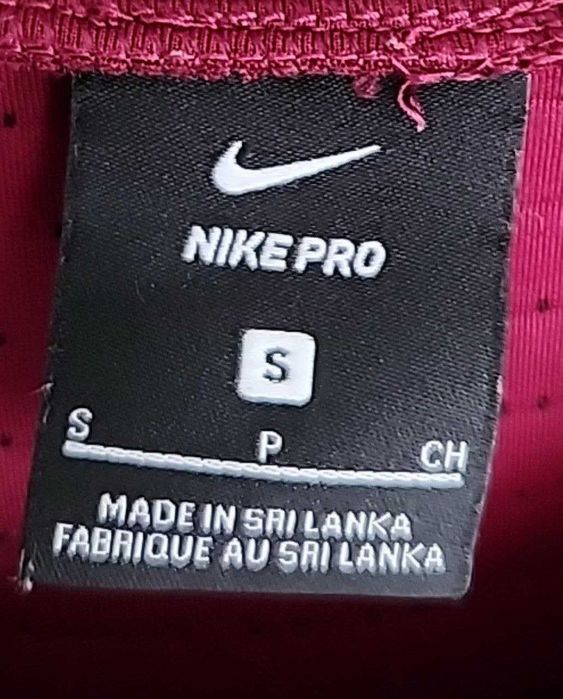 NIKE PRO
S
S P CH
MADE IN SRI LANKA
FABRIQUE AU SRI LANKA